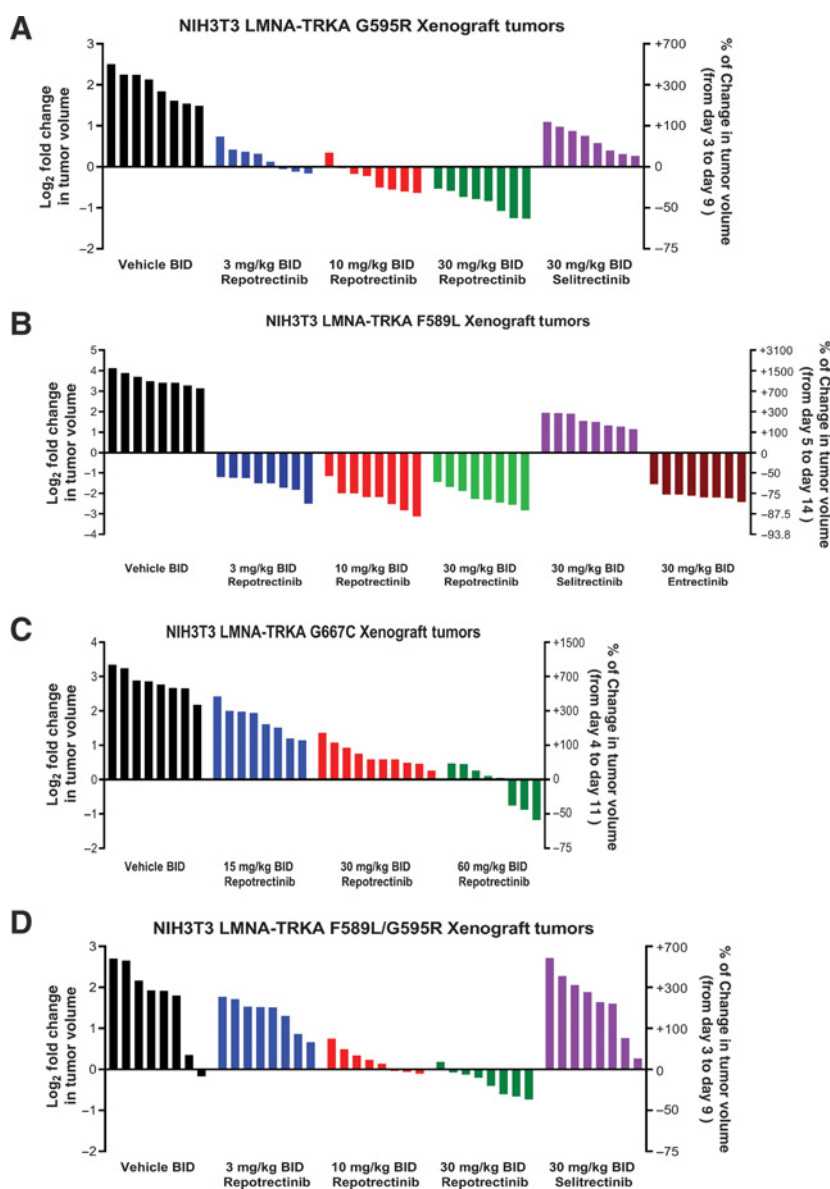 A
NIH3T3 LMNA-TRKA G595R Xenograft tumors
Log2 fold change
in tumor volume
3
2
1
0
−1
−2
+700
+300
+100
0
−50
−75
% of Change in tumor volume
(from day 3 to day 9 )
Vehicle BID
3 mg/kg BID
Repotrectinib
10 mg/kg BID
Repotrectinib
30 mg/kg BID
Repotrectinib
30 mg/kg BID
Selitrectinib
B
NIH3T3 LMNA-TRKA F589L Xenograft tumors
Log2 fold change
in tumor volume
5
4
3
2
1
0
−1
−2
−3
−4
+3100
+1500
+700
+300
+100
0
−50
−75
−87.5
−93.8
% of Change in tumor volume
(from day 5 to day 14 )
Vehicle BID
3 mg/kg BID
Repotrectinib
10 mg/kg BID
Repotrectinib
30 mg/kg BID
Repotrectinib
30 mg/kg BID
Selitrectinib
30 mg/kg BID
Entrectinib
C
NIH3T3 LMNA-TRKA G667C Xenograft tumors
Log2 fold change
in tumor volume
4
3
2
1
0
−1
−2
+1500
+700
+300
+100
0
−50
−75
% of Change in tumor volume
(from day 4 to day 11 )
Vehicle BID
15 mg/kg BID
Repotrectinib
30 mg/kg BID
Repotrectinib
60 mg/kg BID
Repotrectinib
D
NIH3T3 LMNA-TRKA F589L/G595R Xenograft tumors
Log2 fold change
in tumor volume
3
2
1
0
−1
−2
+700
+300
+100
0
−50
−75
% of Change in tumor volume
(from day 3 to day 9 )
Vehicle BID
3 mg/kg BID
Repotrectinib
10 mg/kg BID
Repotrectinib
30 mg/kg BID
Repotrectinib
30 mg/kg BID
Selitrectinib